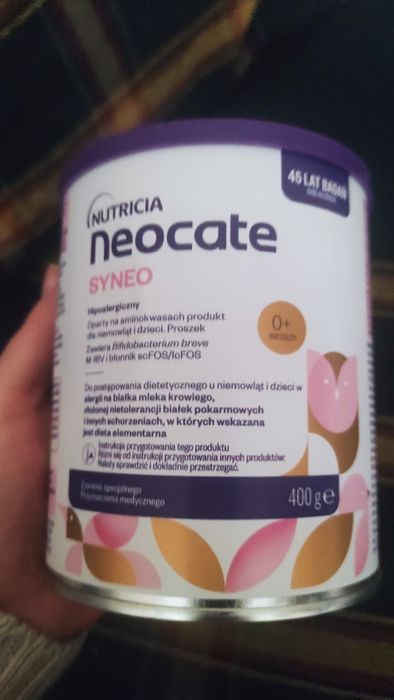 45 LAT BADAŃ
NUTRICIA
neocate
SYNEO
Hipoalergiczny
Oparty na aminokwasach produkt
dla niemowląt i dzieci. Proszek
Zawiera Bifidobacterium breve
M-16V i błonnik scFOS/lcFOS
0+
MIESIĘCY
Do postępowania dietetycznego u niemowląt i dzieci w
alergii na białka mleka krowiego,
złożonej nietolerancji białek pokarmowych
i innych schorzeniach, w których wskazana
jest dieta elementarna
Instrukcja przygotowania tego produktu
różni się od instrukcji przygotowania innych produktów.
Należy sprawdzić i dokładnie przestrzegać.
Żywność specjalnego
Przeznaczenia medycznego
400 g e